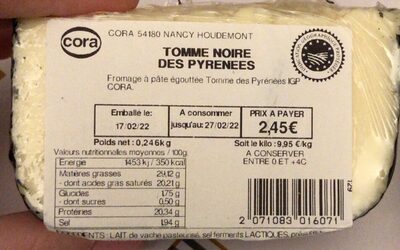 cora
CORA 54180 NANCY HOUDEMONT
TOMME NOIRE
DES PYRENEES
Fromage à pâte égouttée Tomme des Pyrénées IGP
CORA.
Emballé le:
17/02/22
A consommer
jusqu'au: 27/02/22
PRIX A PAYER
2,45€
Poids net : 0,246kg
Soit le kilo : 9,95 €/kg
Valeurs nutritionnelles moyennes / 100g
A CONSERVER
ENTRE 0 ET +4C
Energie 1453 kj / 350 kcal
Matières grasses 29,12 g
- dont acides gras saturés 20,21 g
Glucides 1,75 g
- dont sucres 0,50 g
Protéines 20,34 g
Sel 1,94 g
2 071083 016071
LAIT de vache pasteurisé, sel ferments LACTIQUES,